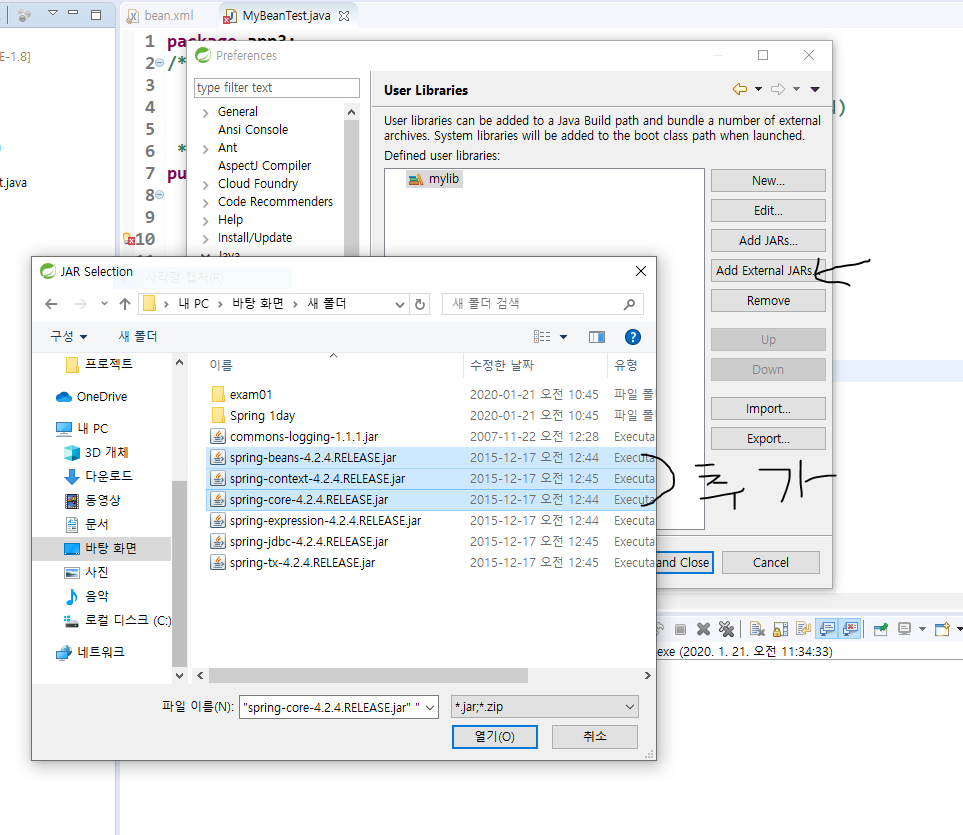 bean.xml MyBeanTest.java
E-1.8]
t.java
1 package app3;
2 /*
3
4 )
5
6 *
7 pu
8
9
10
Preferences
type filter text
General
Ansi Console
Ant
AspectJ Compiler
Cloud Foundry
Code Recommenders
Help
Install/Update
Java
User Libraries
User libraries can be added to a Java Build path and bundle a number of external
archives. System libraries will be added to the boot class path when launched.
Defined user libraries:
mylib
New...
Edit...
Add JARs...
Add External JARs...
Remove
Up
Down
Import...
Export...
and Close
Cancel
추가
JAR Selection
사각형 캡처(R)
내 PC 바탕 화면 새 폴더
새 폴더 검색
구성 새 폴더
프로젝트
OneDrive
내 PC
3D 개체
다운로드
동영상
문서
바탕 화면
사진
음악
로컬 디스크 (C:)
네트워크
이름 수정한 날짜 유형
exam01 2020-01-21 오전 10:45 파일 폴
Spring 1day 2020-01-21 오전 10:45 파일 폴
commons-logging-1.1.1.jar 2007-11-22 오전 12:28 Executa
spring-beans-4.2.4.RELEASE.jar 2015-12-17 오전 12:44 Executa
spring-context-4.2.4.RELEASE.jar 2015-12-17 오전 12:45 Executa
spring-core-4.2.4.RELEASE.jar 2015-12-17 오전 12:44 Executa
spring-expression-4.2.4.RELEASE.jar 2015-12-17 오전 12:44 Executa
spring-jdbc-4.2.4.RELEASE.jar 2015-12-17 오전 12:45 Executa
spring-tx-4.2.4.RELEASE.jar 2015-12-17 오전 12:45 Executa
파일 이름(N): "spring-core-4.2.4.RELEASE.jar" "
*.jar;*.zip
열기(O) 취소
exe (2020. 1. 21. 오전 11:34:33)